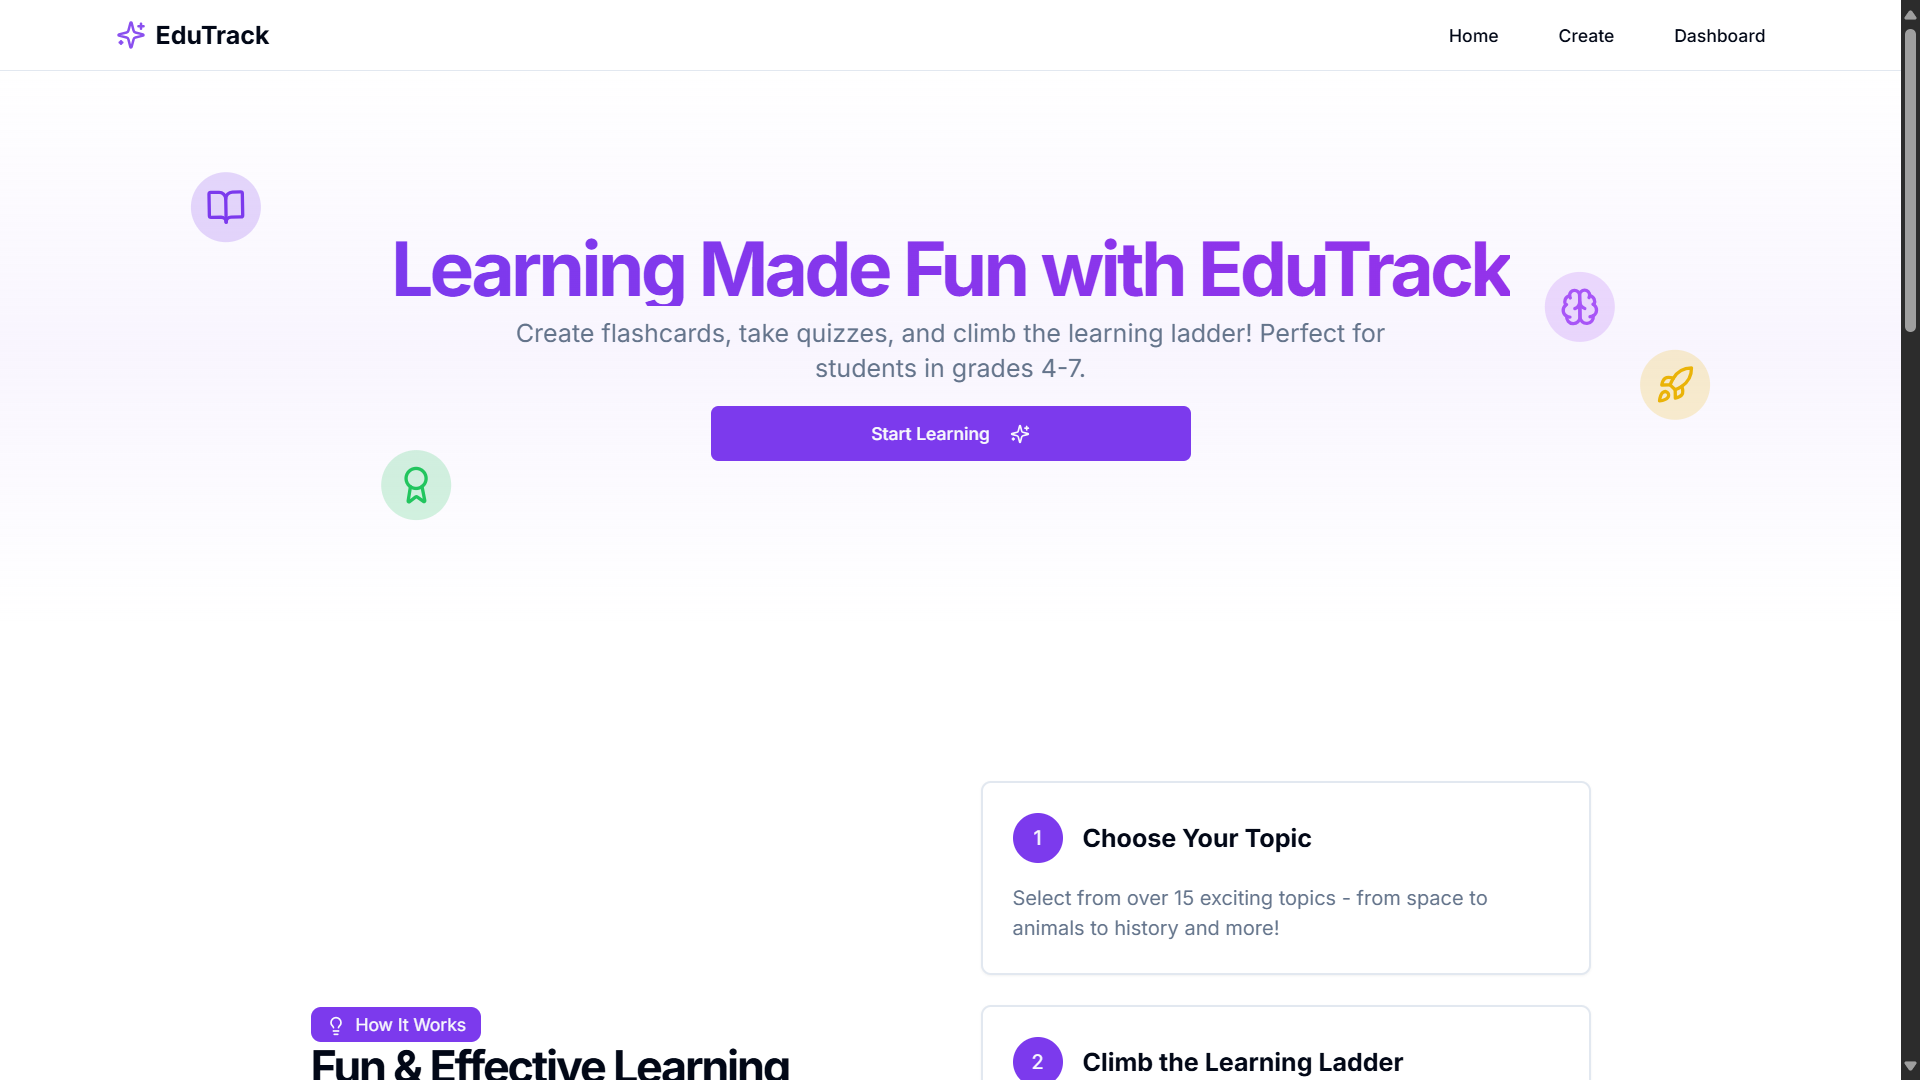 EduTrack
Home
Create
Dashboard
Learning Made Fun with EduTrack
Create flashcards, take quizzes, and climb the learning ladder! Perfect for
students in grades 4-7.
Start Learning
1
Choose Your Topic
Select from over 15 exciting topics - from space to
animals to history and more!
How It Works
Fun & Effective Learning
2
Climb the Learning Ladder